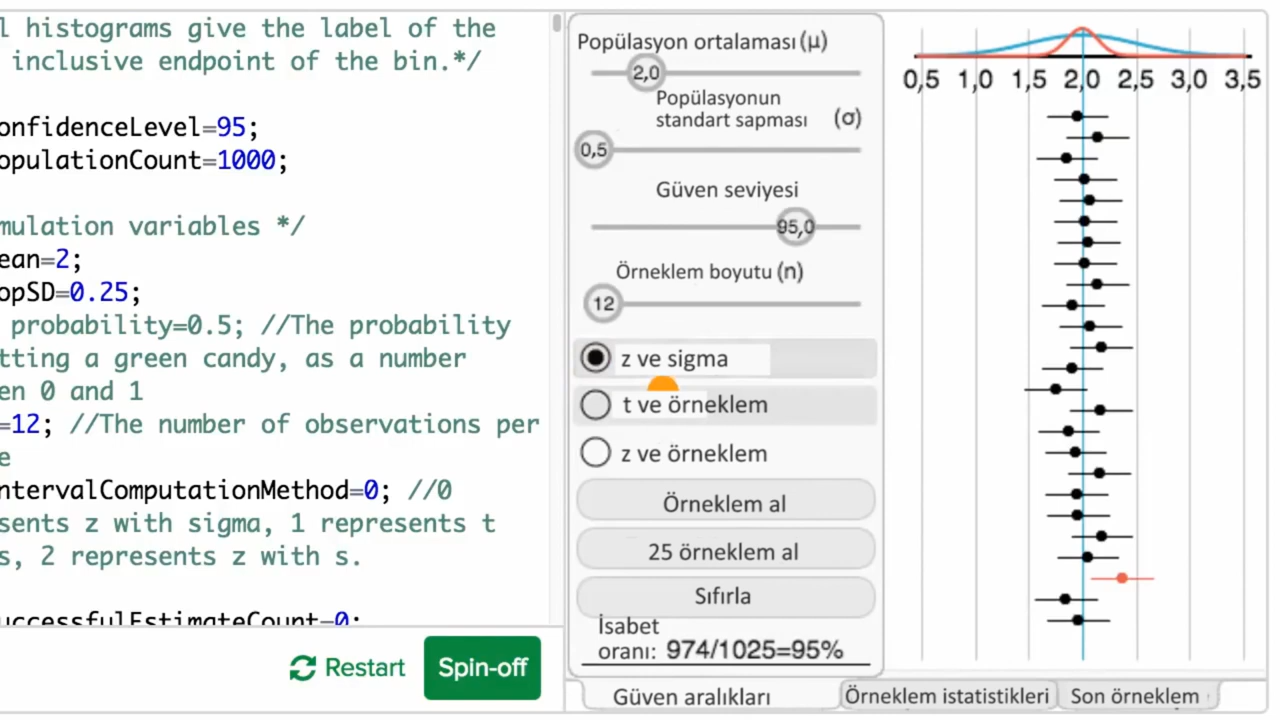 l histograms give the label of the
inclusive endpoint of the bin.*/
onfidenceLevel=95;
opulationCount=1000;
mulation variables */
ean=2;
opSD=0.25;
probability=0.5; //The probability
tting a green candy, as a number
en 0 and 1
=12; //The number of observations per
e
ntervalComputationMethod=0; //0
sents z with sigma, 1 represents t
s, 2 represents z with s.
uccessfulEstimateCount=0;
Restart
Spin-off
Popülasyon ortalaması (μ)
2,0
Popülasyonun
standart sapması (σ)
0,5
Güven seviyesi
95,0
Örneklem boyutu (n)
12
z ve sigma
t ve örneklem
z ve örneklem
Örneklem al
25 örneklem al
Sıfırla
İsabet
oranı: 974/1025=95%
Güven aralıkları
Örneklem istatistikleri
Son örneklem
0,5 1,0 1,5 2,0 2,5 3,0 3,5